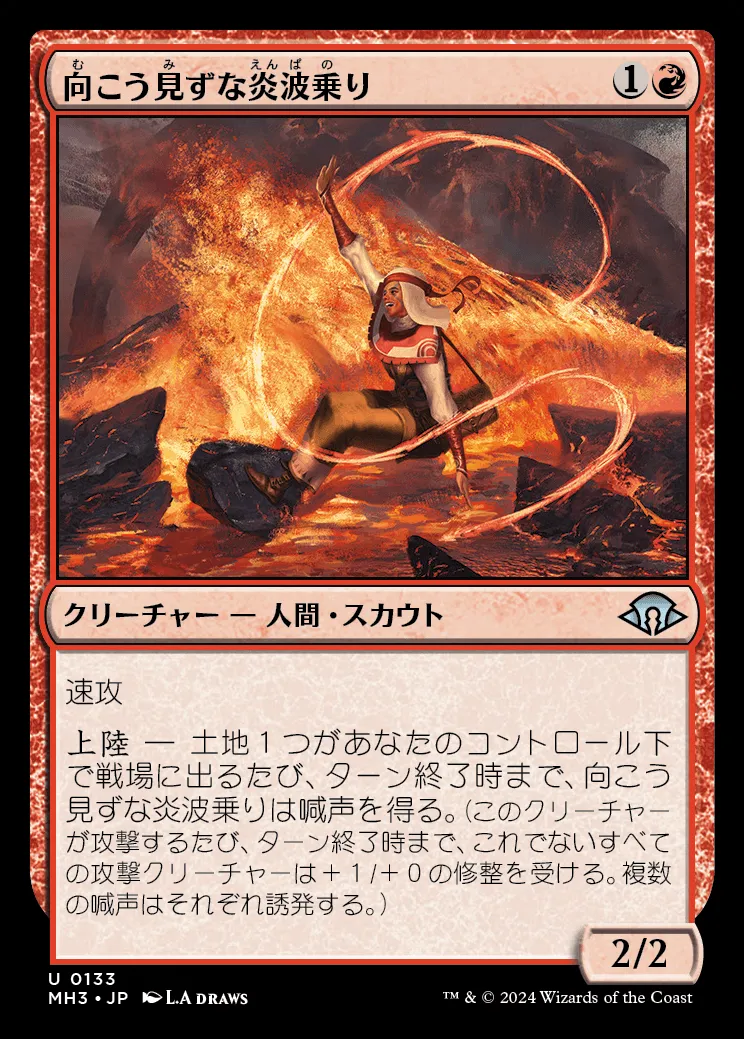 向こう見ずな炎波乗り
む み えんぱの
1
クリーチャー — 人間・スカウト
速攻
上陸 — 土地１つがあなたのコントロール下
で戦場に出るたび、ターン終了時まで、向こう
見ずな炎波乗りは喊声を得る。（このクリーチャー
が攻撃するたび、ターン終了時まで、これでないすべて
の攻撃クリーチャーは＋１/＋０の修整を受ける。複数
の喊声はそれぞれ誘発する。）
2/2
U 0133
MH3 • JP L.A DRAWS
™ & © 2024 Wizards of the Coast